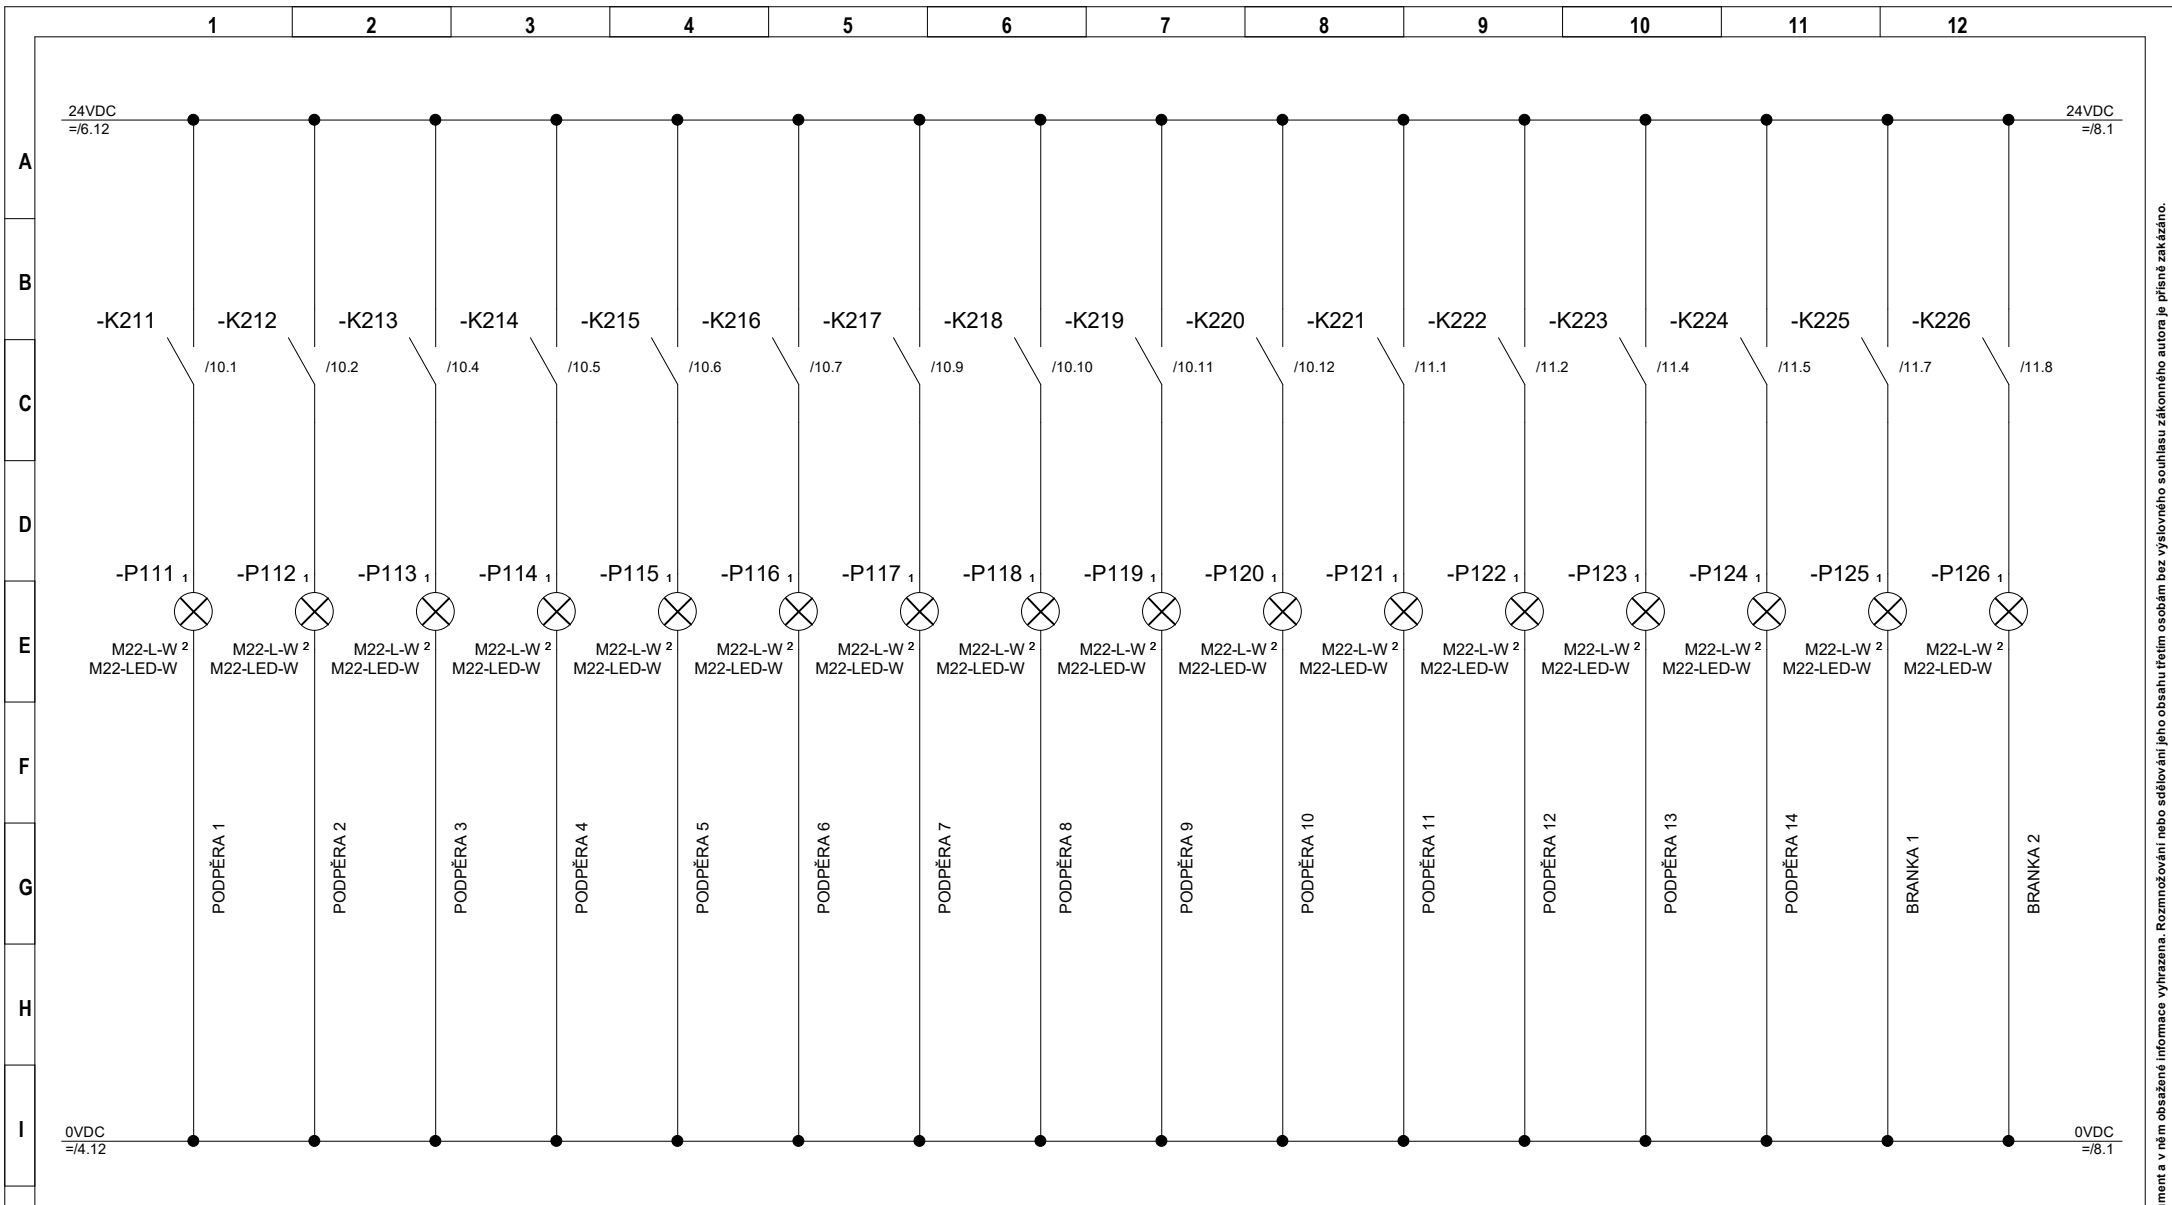 1 2 3 4 5 6 7 8 9 10 11 12
24VDC 24VDC
=/6.12 =/8.1
A
B
-K211 -K212 -K213 -K214 -K215 -K216 -K217 -K218 -K219 -K220 -K221 -K222 -K223 -K224 -K225 -K226
/10.1 /10.2 /10.4 /10.5 /10.6 /10.7 /10.9 /10.10 /10.11 /10.12 /11.1 /11.2 /11.4 /11.5 /11.7 /11.8
C
D
-P111 1 -P112 1 -P113 1 -P114 1 -P115 1 -P116 1 -P117 1 -P118 1 -P119 1 -P120 1 -P121 1 -P122 1 -P123 1 -P124 1 -P125 1 -P126 1
E
M22-L-W 2 M22-L-W 2 M22-L-W 2 M22-L-W 2 M22-L-W 2 M22-L-W 2 M22-L-W 2 M22-L-W 2 M22-L-W 2 M22-L-W 2 M22-L-W 2 M22-L-W 2 M22-L-W 2 M22-L-W 2 M22-L-W 2 M22-L-W 2
M22-LED-W M22-LED-W M22-LED-W M22-LED-W M22-LED-W M22-LED-W M22-LED-W M22-LED-W M22-LED-W M22-LED-W M22-LED-W M22-LED-W M22-LED-W M22-LED-W M22-LED-W M22-LED-W
F
PODPĚRA 1
PODPĚRA 2
PODPĚRA 3
PODPĚRA 4
PODPĚRA 5
PODPĚRA 6
PODPĚRA 7
PODPĚRA 8
PODPĚRA 9
PODPĚRA 10
PODPĚRA 11
PODPĚRA 12
PODPĚRA 13
PODPĚRA 14
BRANKA 1
BRANKA 2
G
H
I
0VDC 0VDC
=/4.12 =/8.1
a v něm obsažené informace vyhrazena. Rozmnožování nebo sdělování jeho obsahu třetím osobám bez výslovného souhlasu zákonného autora je přísně zakázáno.